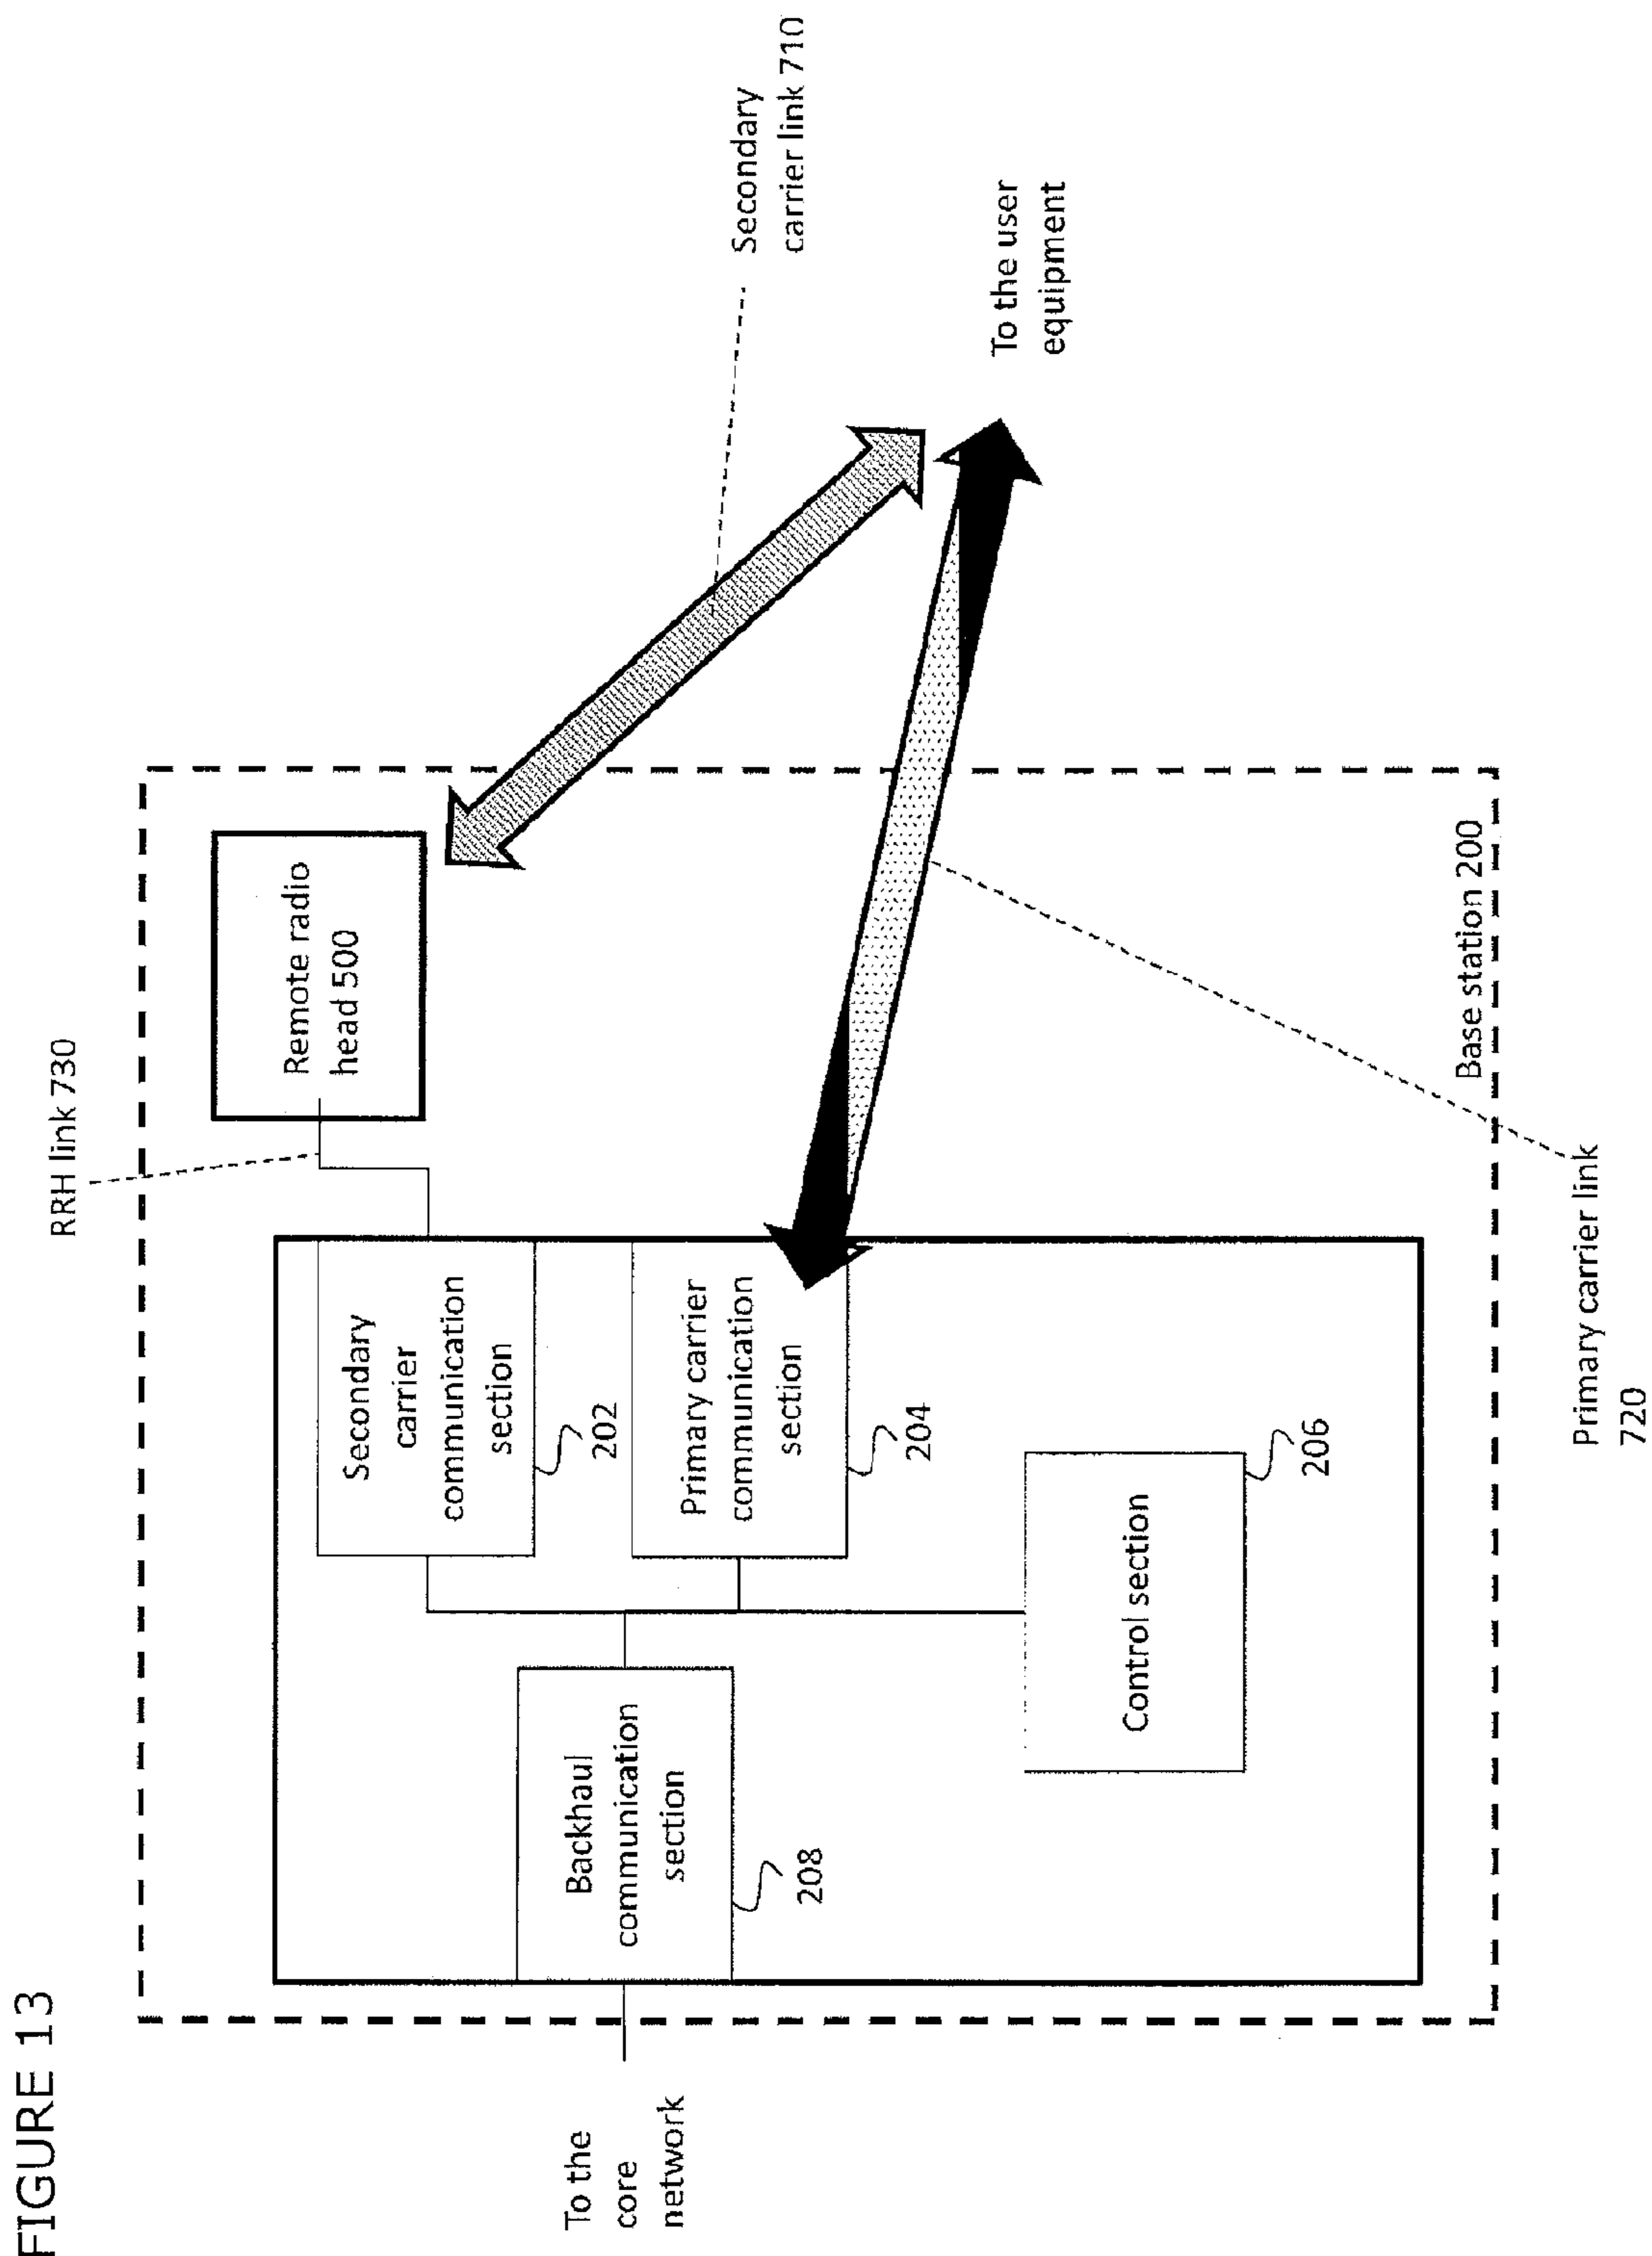 FIGURE 13
RRH link 730
Remote radio
head 500
Secondary
carrier link 710
Secondary
carrier
communication
section
202
Backhaul
communication
section
208
Primary carrier
communication
section
204
To the
core
network
To the user
equipment
Control section
206
Base station 200
Primary carrier link
720